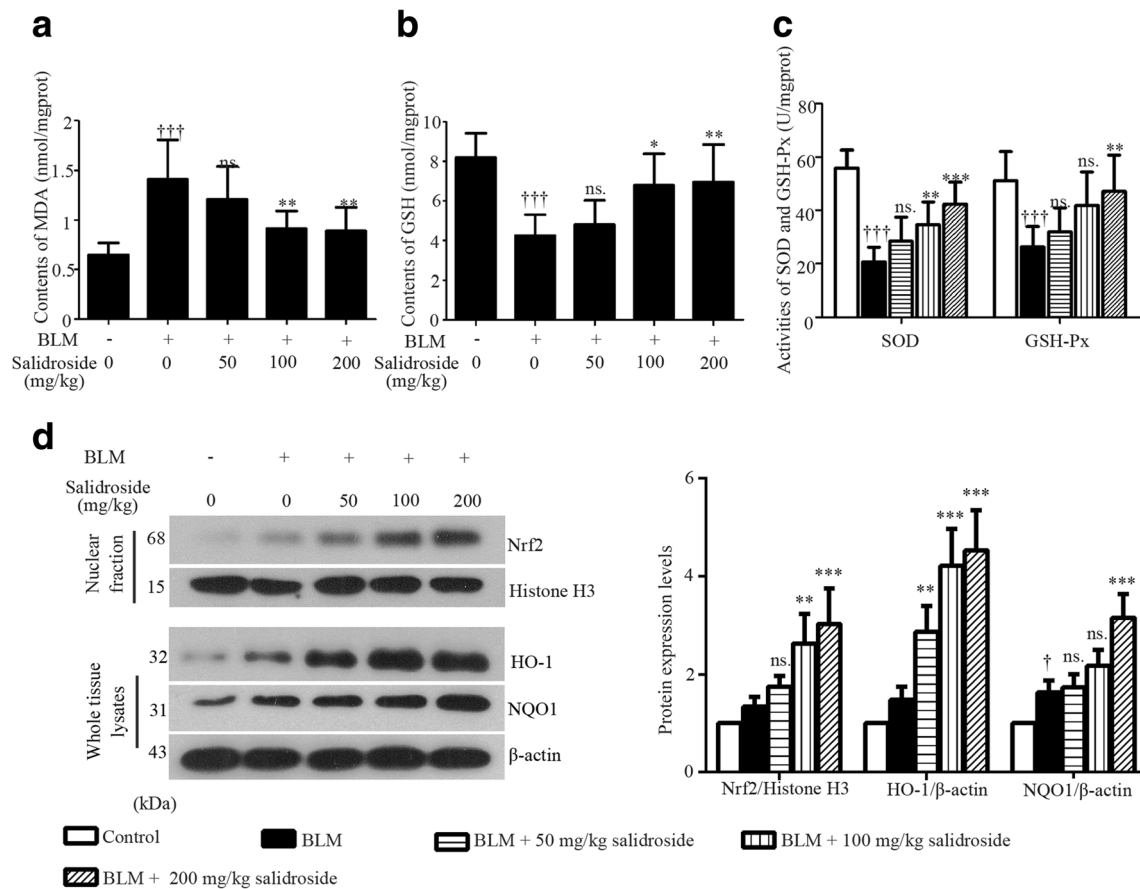 a
Contents of MDA (nmol/mgprot)
2
1.5
1
0.5
0
†††
ns.
**
**
BLM - + + + +
Salidroside 0 0 50 100 200
(mg/kg)
b
Contents of GSH (nmol/mgprot)
10
8
6
4
2
0
†††
ns.
*
**
BLM - + + + +
Salidroside 0 0 50 100 200
(mg/kg)
c
Activities of SOD and GSH-Px (U/mgprot)
80
60
40
20
0
†††
ns.
**
***
†††
ns.
ns.
**
SOD GSH-Px
d
BLM - + + + +
Salidroside
(mg/kg) 0 0 50 100 200
Nuclear
fraction
68 Nrf2
15 Histone H3
Whole tissue
lysates
32 HO-1
31 NQO1
43 β-actin
(kDa)
Protein expression levels
6
4
2
0
ns.
**
***
**
***
***
†
ns.
ns.
***
Nrf2/Histone H3 HO-1/β-actin NQO1/β-actin
Control BLM BLM + 50 mg/kg salidroside BLM + 100 mg/kg salidroside
BLM + 200 mg/kg salidroside